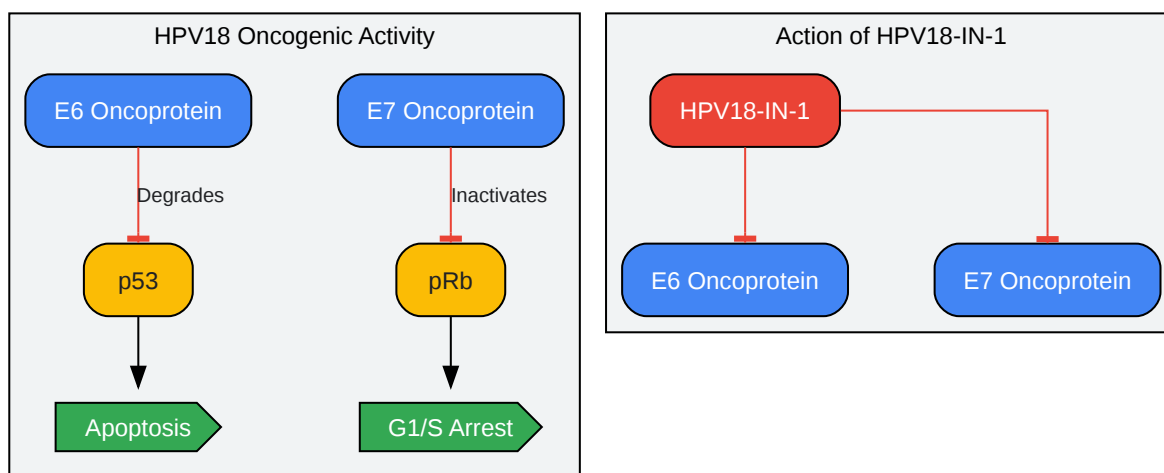 HPV18 Oncogenic Activity
E6 Oncoprotein
E7 Oncoprotein
Degrades
Inactivates
p53
pRb
Apoptosis
G1/S Arrest
Action of HPV18-IN-1
HPV18-IN-1
E6 Oncoprotein
E7 Oncoprotein